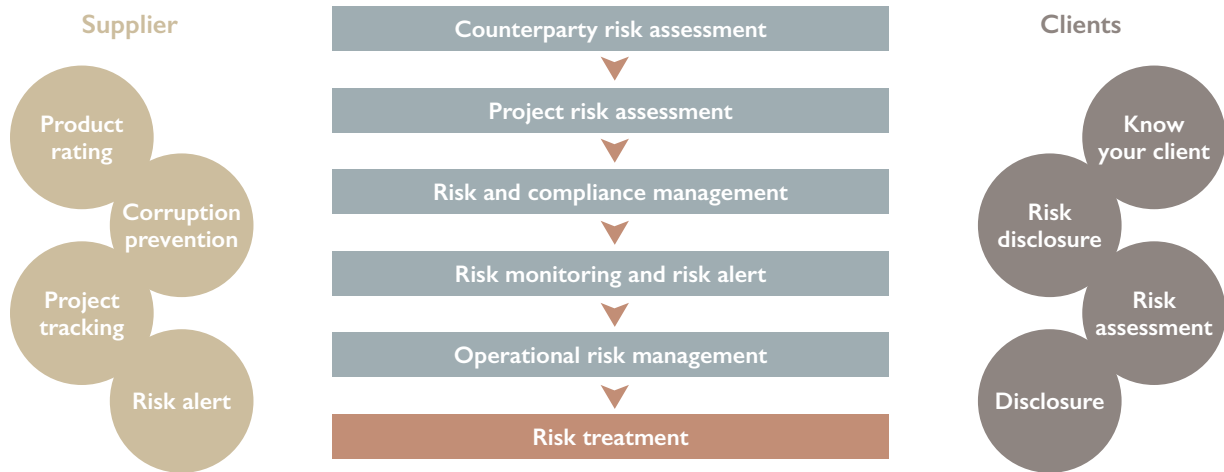 Supplier
Product
rating
Corruption
prevention
Project
tracking
Risk alert
Counterparty risk assessment
Project risk assessment
Risk and compliance management
Risk monitoring and risk alert
Operational risk management
Risk treatment
Clients
Know
your client
Risk
disclosure
Risk
assessment
Disclosure